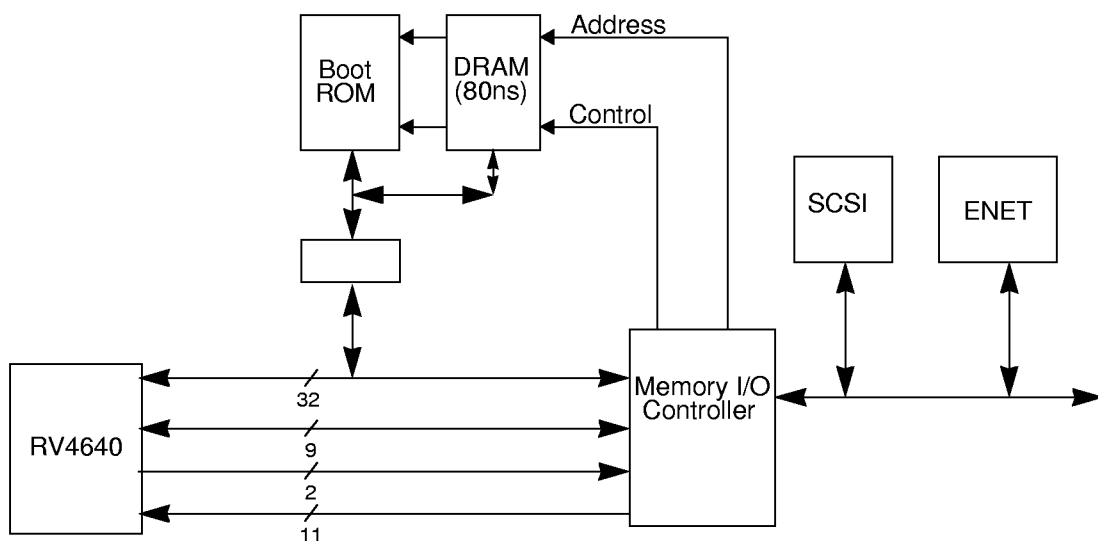 Address
Boot
ROM
DRAM
(80ns)
Control
SCSI
ENET
Memory I/O
Controller
RV4640
32
9
2
11